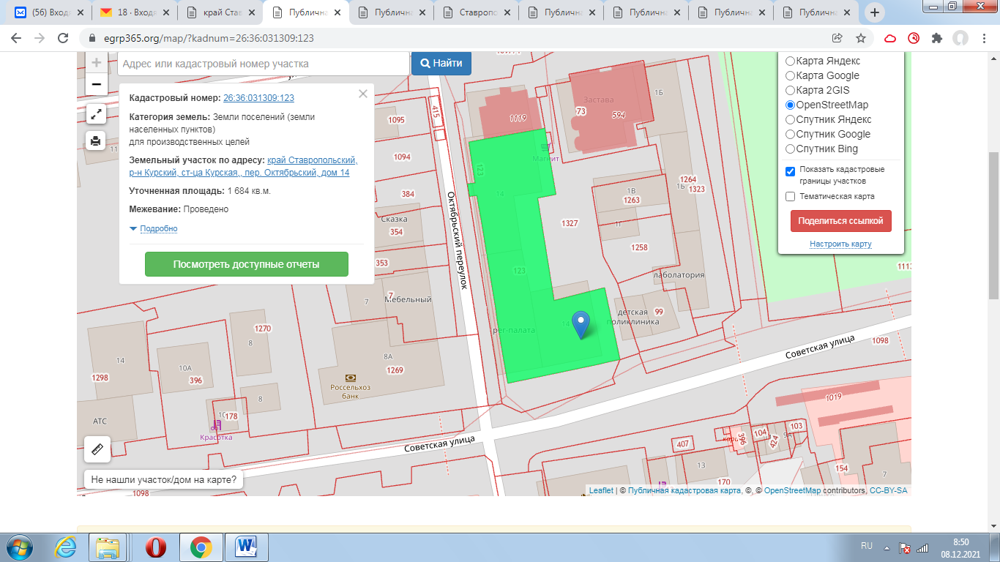 (56) Входя
18 · Входя
край Став
Публична
Публична
Ставропо
Публична
Публична
Публична
Публична
egrp365.org/map/?kadnum=26:36:031309:123
Адрес или кадастровый номер участка
Найти
Кадастровый номер: 26:36:031309:123
Категория земель: Земли поселений (земли
населенных пунктов)
для производственных целей
Земельный участок по адресу: край Ставропольский,
р-н Курский, ст-ца Курская,, пер. Октябрьский, дом 14
Уточненная площадь: 1 684 кв.м.
Межевание: Проведено
Подробно
Посмотреть доступные отчеты
Карта Яндекс
Карта Google
Карта 2GIS
OpenStreetMap
Спутник Яндекс
Спутник Google
Спутник Bing
Показать кадастровые
границы участков
Тематическая карта
Поделиться ссылкой
Настроить карту
415
1095
1094
384
Сказка
354
353
7
7
Мебельный
Октябрьский переулок
1119
Застава
73
594
1Б
Магнит
123
14
1327
123
14
рег-палата
1В
1263
1Г
1258
1264
1Б
1323
лаборатория
детская
поликлиника
99
1113
1270
8
14
1298
10А
396
8
178
Красотка
АТС
8А
1269
Россельхоз
банк
Советская улица
1098
Советская улица
1019
407
396
104
424
9А
103
13
170
154
7
1098
Не нашли участок/дом на карте?
Leaflet | © Публичная кадастровая карта, ©, © OpenStreetMap contributors, CC-BY-SA
RU
8:50
08.12.2021